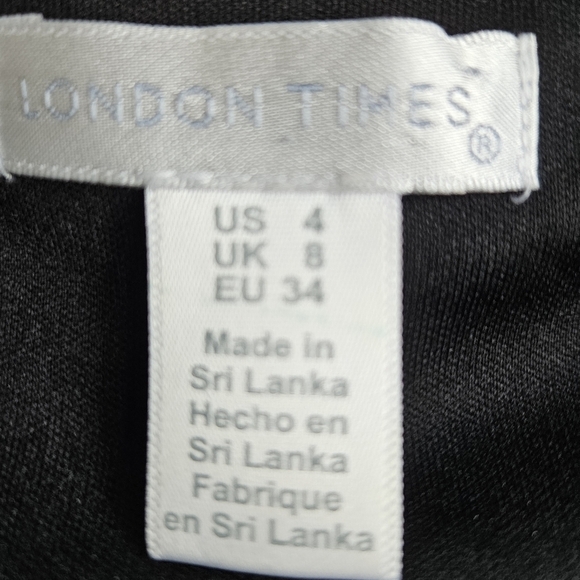 LONDON TIMES®
US 4
UK 8
EU 34
Made in
Sri Lanka
Hecho en
Sri Lanka
Fabrique
en Sri Lanka